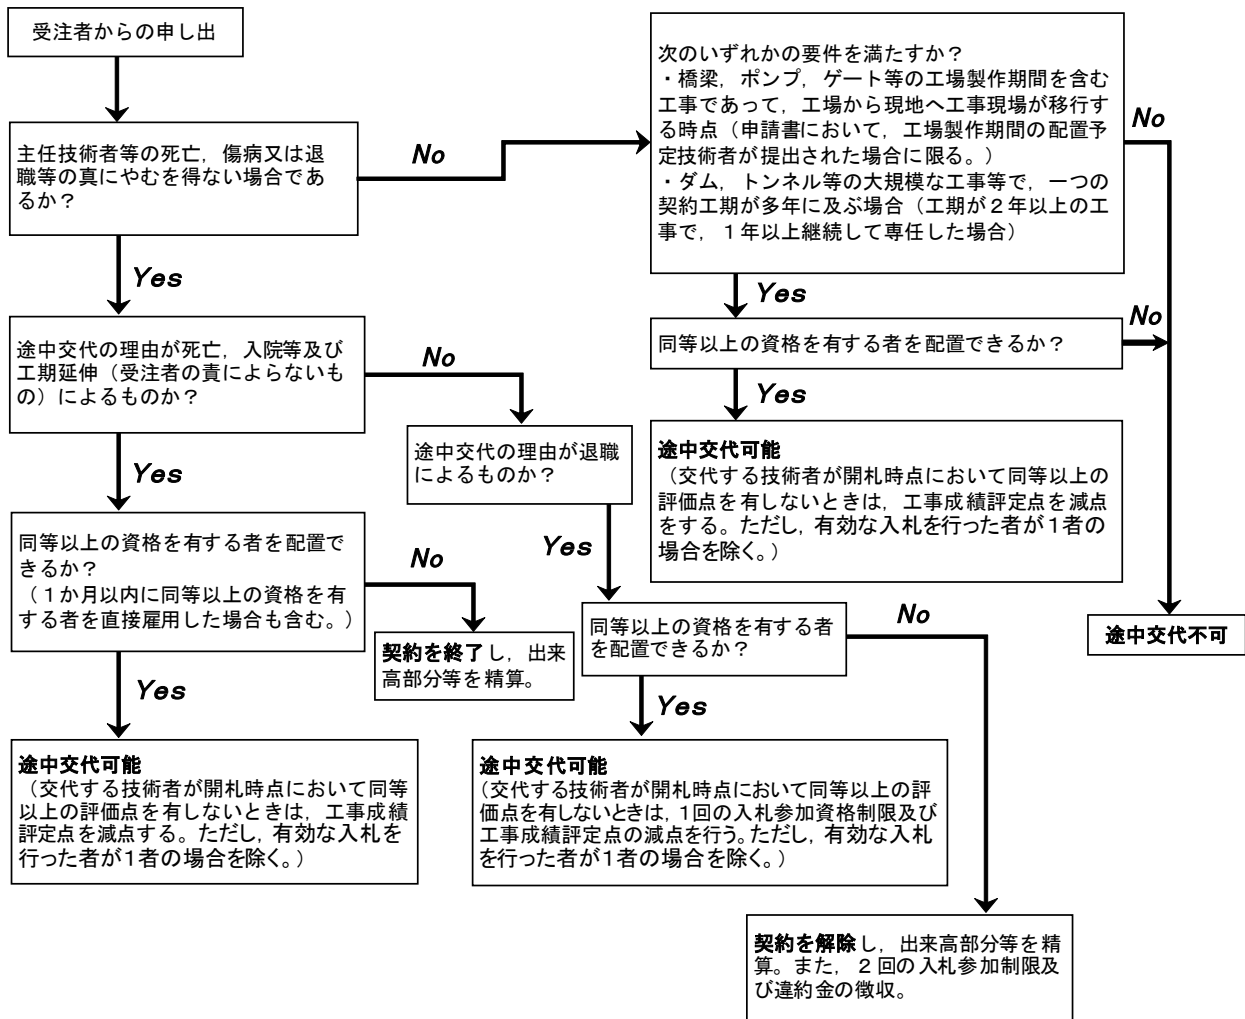 受注者からの申し出
主任技術者等の死亡，傷病又は退
職等の真にやむを得ない場合であ
るか？
No
次のいずれかの要件を満たすか？
・橋梁，ポンプ，ゲート等の工場製作期間を含む
工事であって，工場から現地へ工事現場が移行す
る時点（申請書において，工場製作期間の配置予
定技術者が提出された場合に限る。）
・ダム，トンネル等の大規模な工事等で，一つの
契約工期が多年に及ぶ場合（工期が２年以上の工
事で，１年以上継続して専任した場合）
No
Yes
Yes
途中交代の理由が死亡，入院等及び
工期延伸（受注者の責によらないも
の）によるものか？
No
同等以上の資格を有する者を配置できるか？
No
Yes
Yes
途中交代の理由が退職
によるものか？
途中交代可能
（交代する技術者が開札時点において同等以上の
評価点を有しないときは，工事成績評定点を減点
をする。ただし，有効な入札を行った者が１者の
場合を除く。）
同等以上の資格を有する者を配置で
きるか？
（１か月以内に同等以上の資格を有
する者を直接雇用した場合も含む。）
No
Yes
契約を終了し，出来
高部分等を精算。
同等以上の資格を有する者
を配置できるか？
No
途中交代不可
Yes
Yes
途中交代可能
（交代する技術者が開札時点において同等
以上の評価点を有しないときは，工事成績
評定点を減点する。ただし，有効な入札を
行った者が１者の場合を除く。）
途中交代可能
（交代する技術者が開札時点において同等以上の評
価点を有しないときは，１回の入札参加資格制限及び
工事成績評定点の減点を行う。ただし，有効な入札
を行った者が１者の場合を除く。）
契約を解除し，出来高部分等を精
算。また，２回の入札参加制限及
び違約金の徴収。